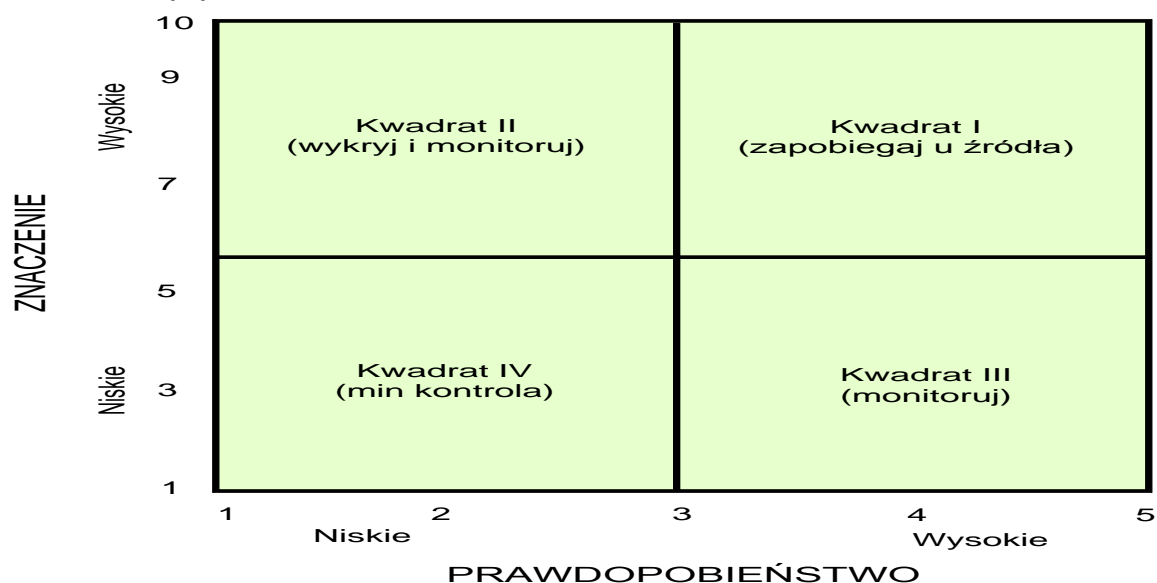 10
9
Wysokie
Kwadrat II
(wykryj i monitoruj)
Kwadrat I
(zapobiegaj u źródła)
7
ZNACZENIE
5
Niskie
3
Kwadrat IV
(min kontrola)
Kwadrat III
(monitoruj)
1
1 2 3 4 5
Niskie Wysokie
PRAWDOPOBIEŃSTWO